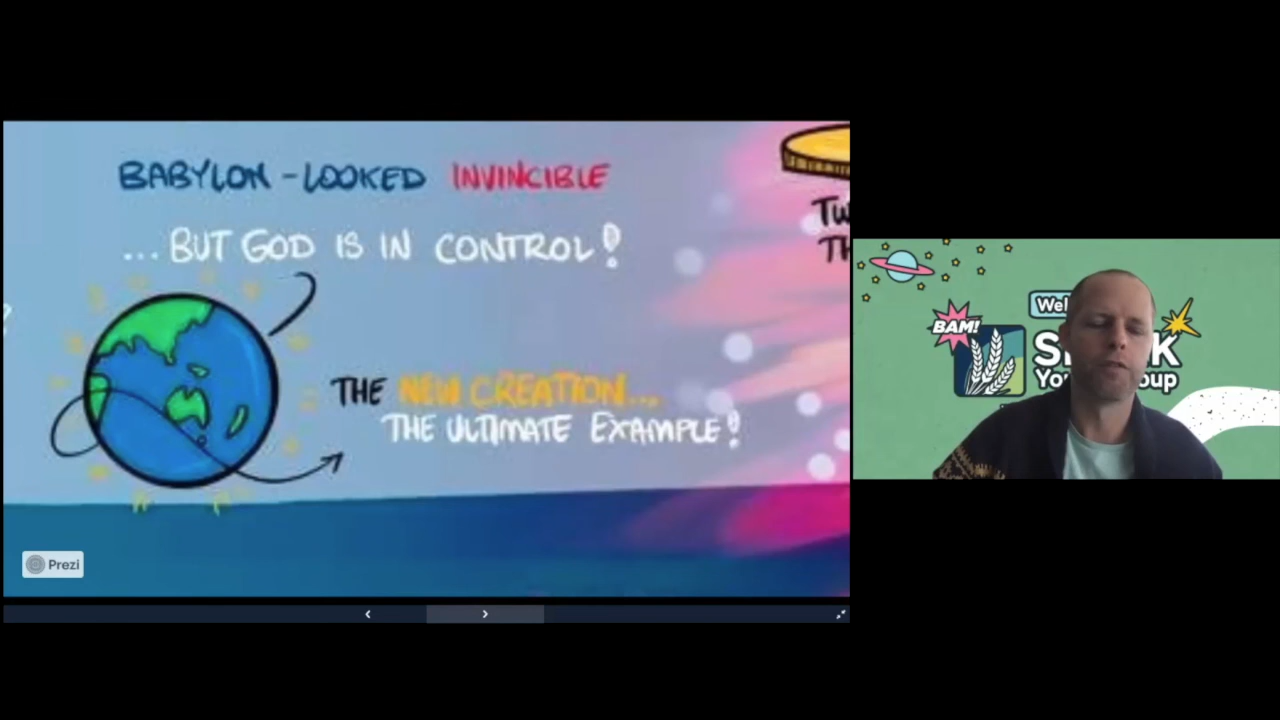 BABYLON - LOOKED INVINCIBLE
... BUT GOD IS IN CONTROL!
THE NEW CREATION...
THE ULTIMATE EXAMPLE!
Prezi
BAM!